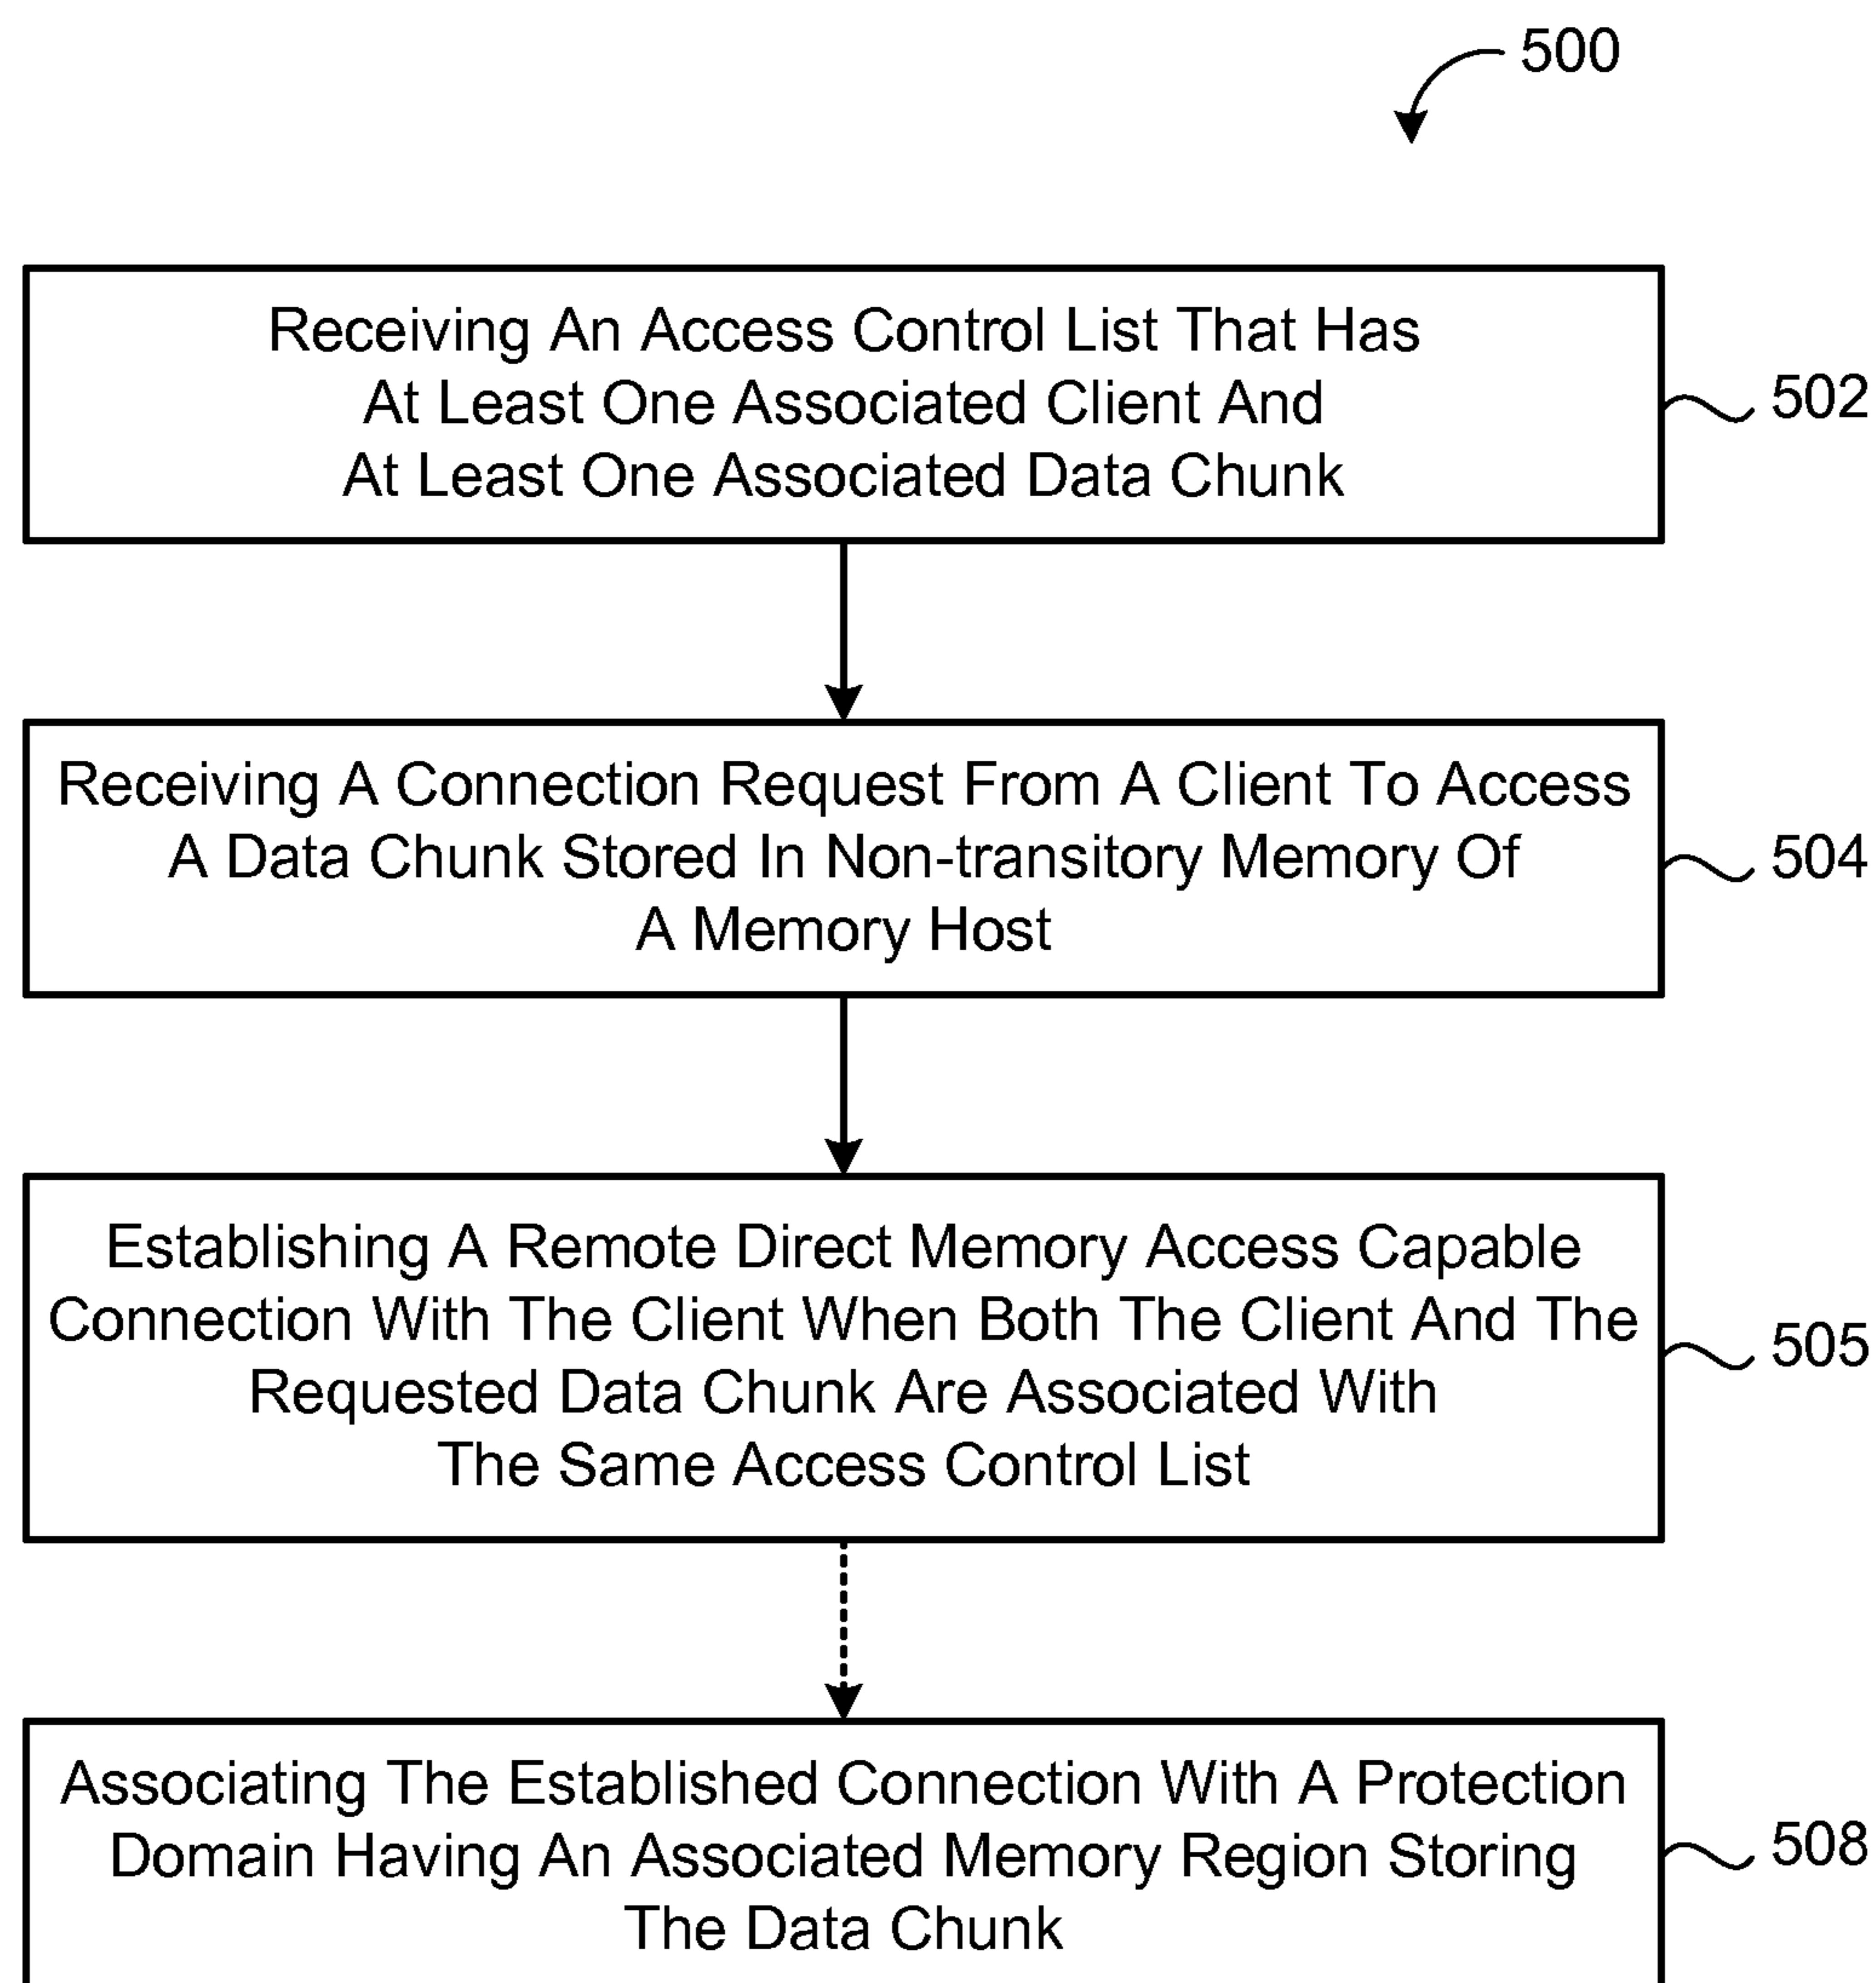 500
Receiving An Access Control List That Has
At Least One Associated Client And
At Least One Associated Data Chunk
502
Receiving A Connection Request From A Client To Access
A Data Chunk Stored In Non-transitory Memory Of
A Memory Host
504
Establishing A Remote Direct Memory Access Capable
Connection With The Client When Both The Client And The
Requested Data Chunk Are Associated With
The Same Access Control List
505
Associating The Established Connection With A Protection
Domain Having An Associated Memory Region Storing
The Data Chunk
508